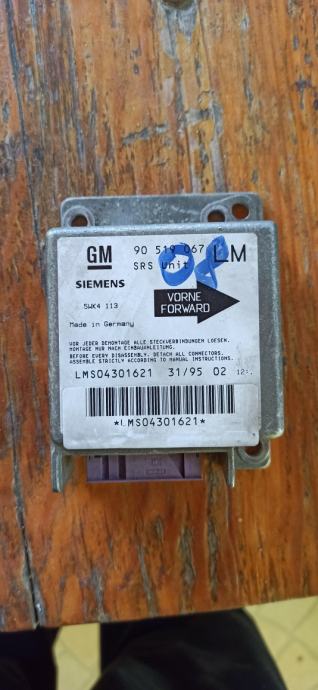 GM 90 519 067 LM
SRS Unit
SIEMENS
5WK4 113
VORNE
FORWARD
Made in Germany
VOR JEDER DEMONTAGE ALLE STECKVERBINDUNGEN LOESEN.
MONTAGE NUR NACH EINBAUANLEITUNG.
BEFORE EVERY DISASSEMBLY, DETACH ALL CONNECTORS.
ASSEMBLE STRICTLY ACCORDING TO MANUAL INSTRUCTIONS.
LMS04301621 31/95 02
*LMS04301621*